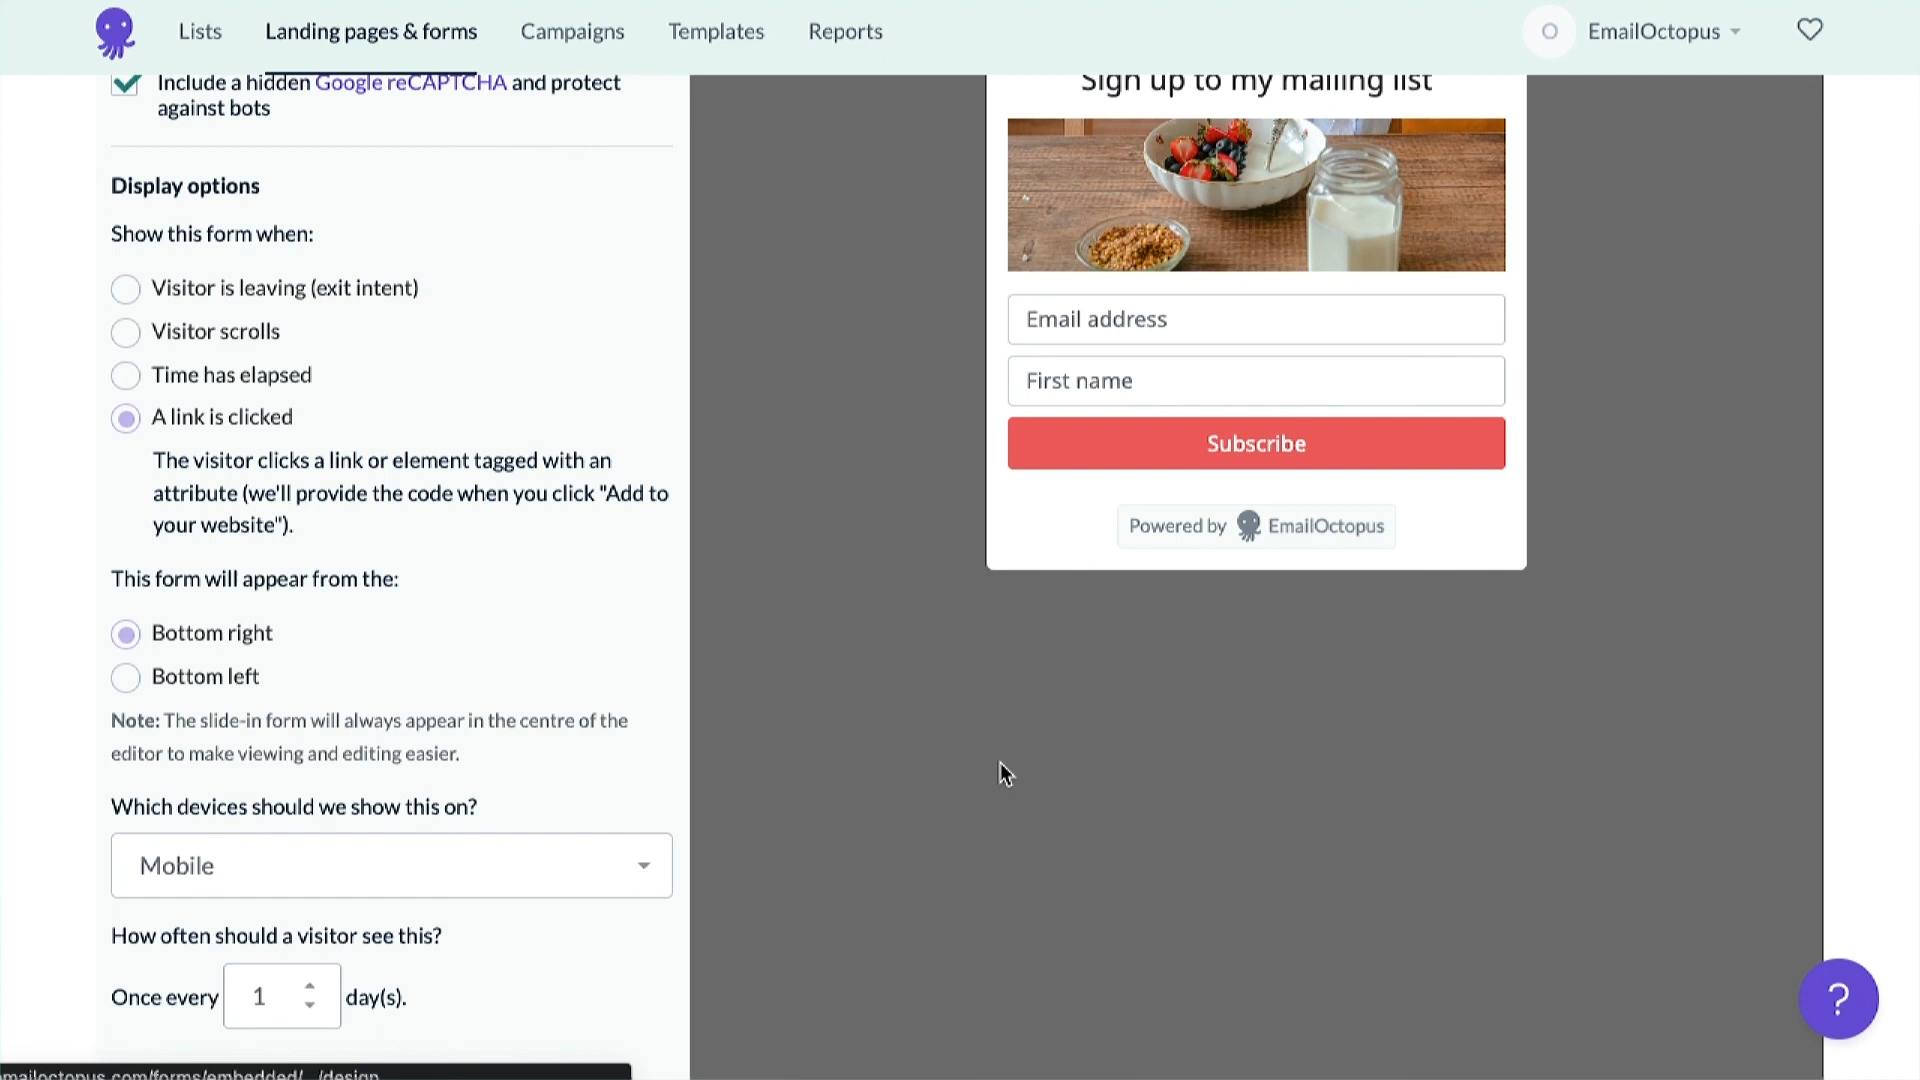 Lists
Landing pages & forms
Campaigns
Templates
Reports
O
EmailOctopus
Include a hidden Google reCAPTCHA and protect
against bots
Display options
Show this form when:
Visitor is leaving (exit intent)
Visitor scrolls
Time has elapsed
A link is clicked
The visitor clicks a link or element tagged with an
attribute (we'll provide the code when you click "Add to
your website").
This form will appear from the:
Bottom right
Bottom left
Note: The slide-in form will always appear in the centre of the
editor to make viewing and editing easier.
Which devices should we show this on?
Mobile
How often should a visitor see this?
Once every 1 day(s).
Sign up to my mailing list
Email address
First name
Subscribe
Powered by EmailOctopus
?
mailoctopus.com/forms/embedded/…/design